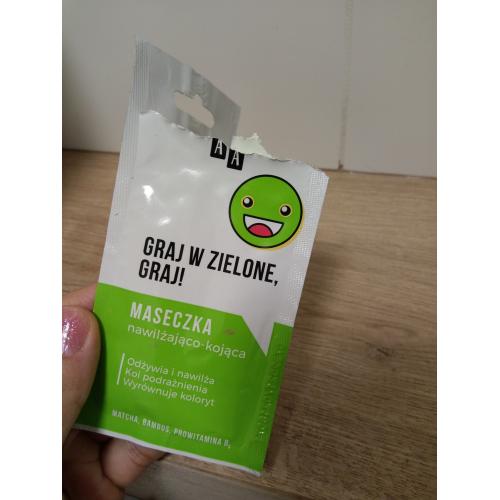 AA
GRAJ W ZIELONE,
GRAJ!
MASECZKA
nawilżająco-kojąca
Odżywia i nawilża
Koi podrażnienia
Wyrównuje koloryt
MATCHA, BAMBUS, PROWITAMINA B₅